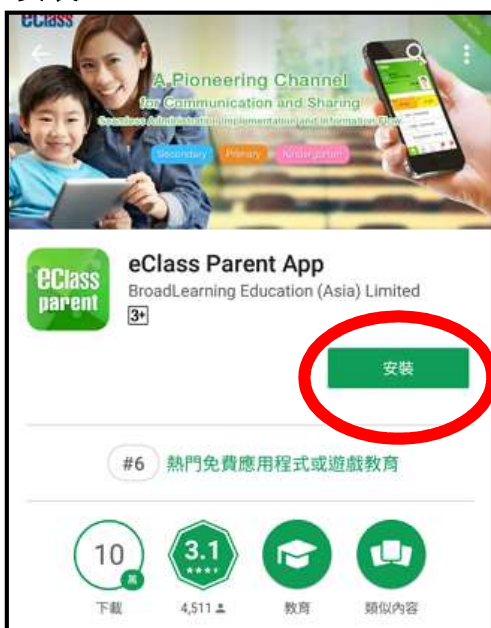 eClass
A Pioneering Channel
for Communication and Sharing
Seamless Administration Implementation and Information Flow
Secondary Primary Kindergarten
eClass
parent
eClass Parent App
BroadLearning Education (Asia) Limited
3+
安裝
#6 熱門免費應用程式或遊戲教育
10
萬
3.1
下載 4,511 教育 類似內容